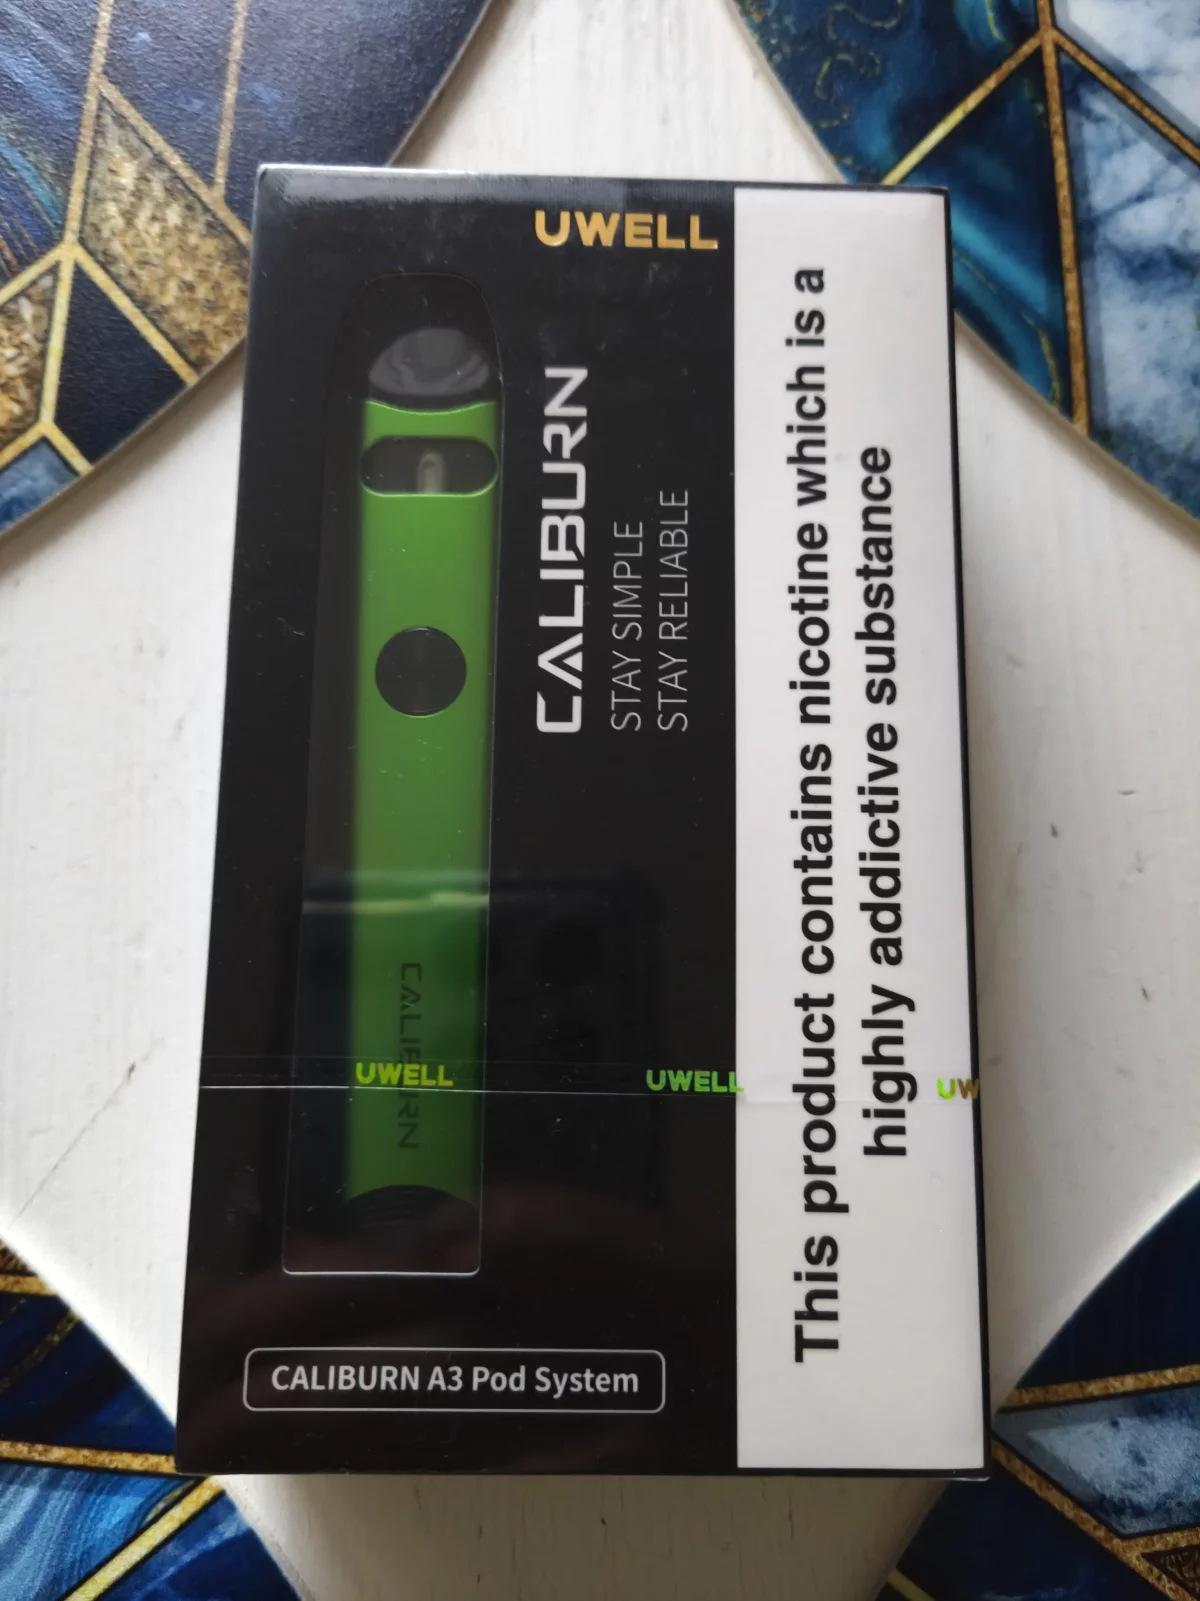 UWELL
CALIBURN
STAY SIMPLE
STAY RELIABLE
This product contains nicotine which is a
highly addictive substance
CALIBURN
UWELL
UWELL
UW
CALIBURN A3 Pod System